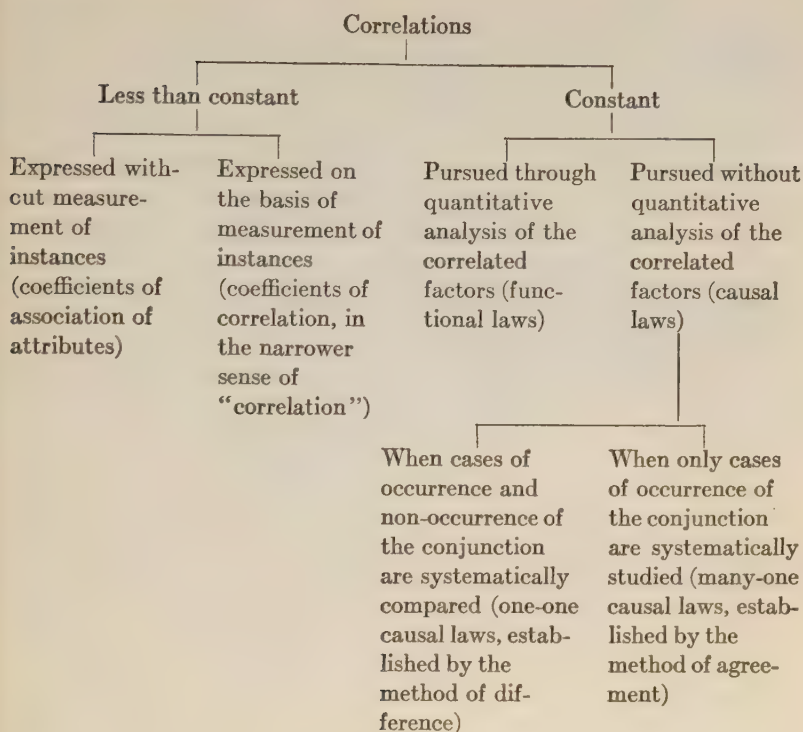 Correlations
Less than constant
Constant
Expressed with-
cut measure-
ment of
instances
(coefficients of
association of
attributes)
Expressed on
the basis of
measurement of
instances
(coefficients of
correlation, in
the narrower
sense of
“correlation”)
Pursued through
quantitative
analysis of the
correlated
factors (func-
tional laws)
Pursued without
quantitative
analysis of the
correlated
factors (causal
laws)
When cases of
occurrence and
non-occurrence of
the conjunction
are systematically
compared (one-one
causal laws, estab-
lished by the
method of dif-
ference)
When only cases
of occurrence of
the conjunction
are systematically
studied (many-one
causal laws, estab-
lished by the
method of agree-
ment)